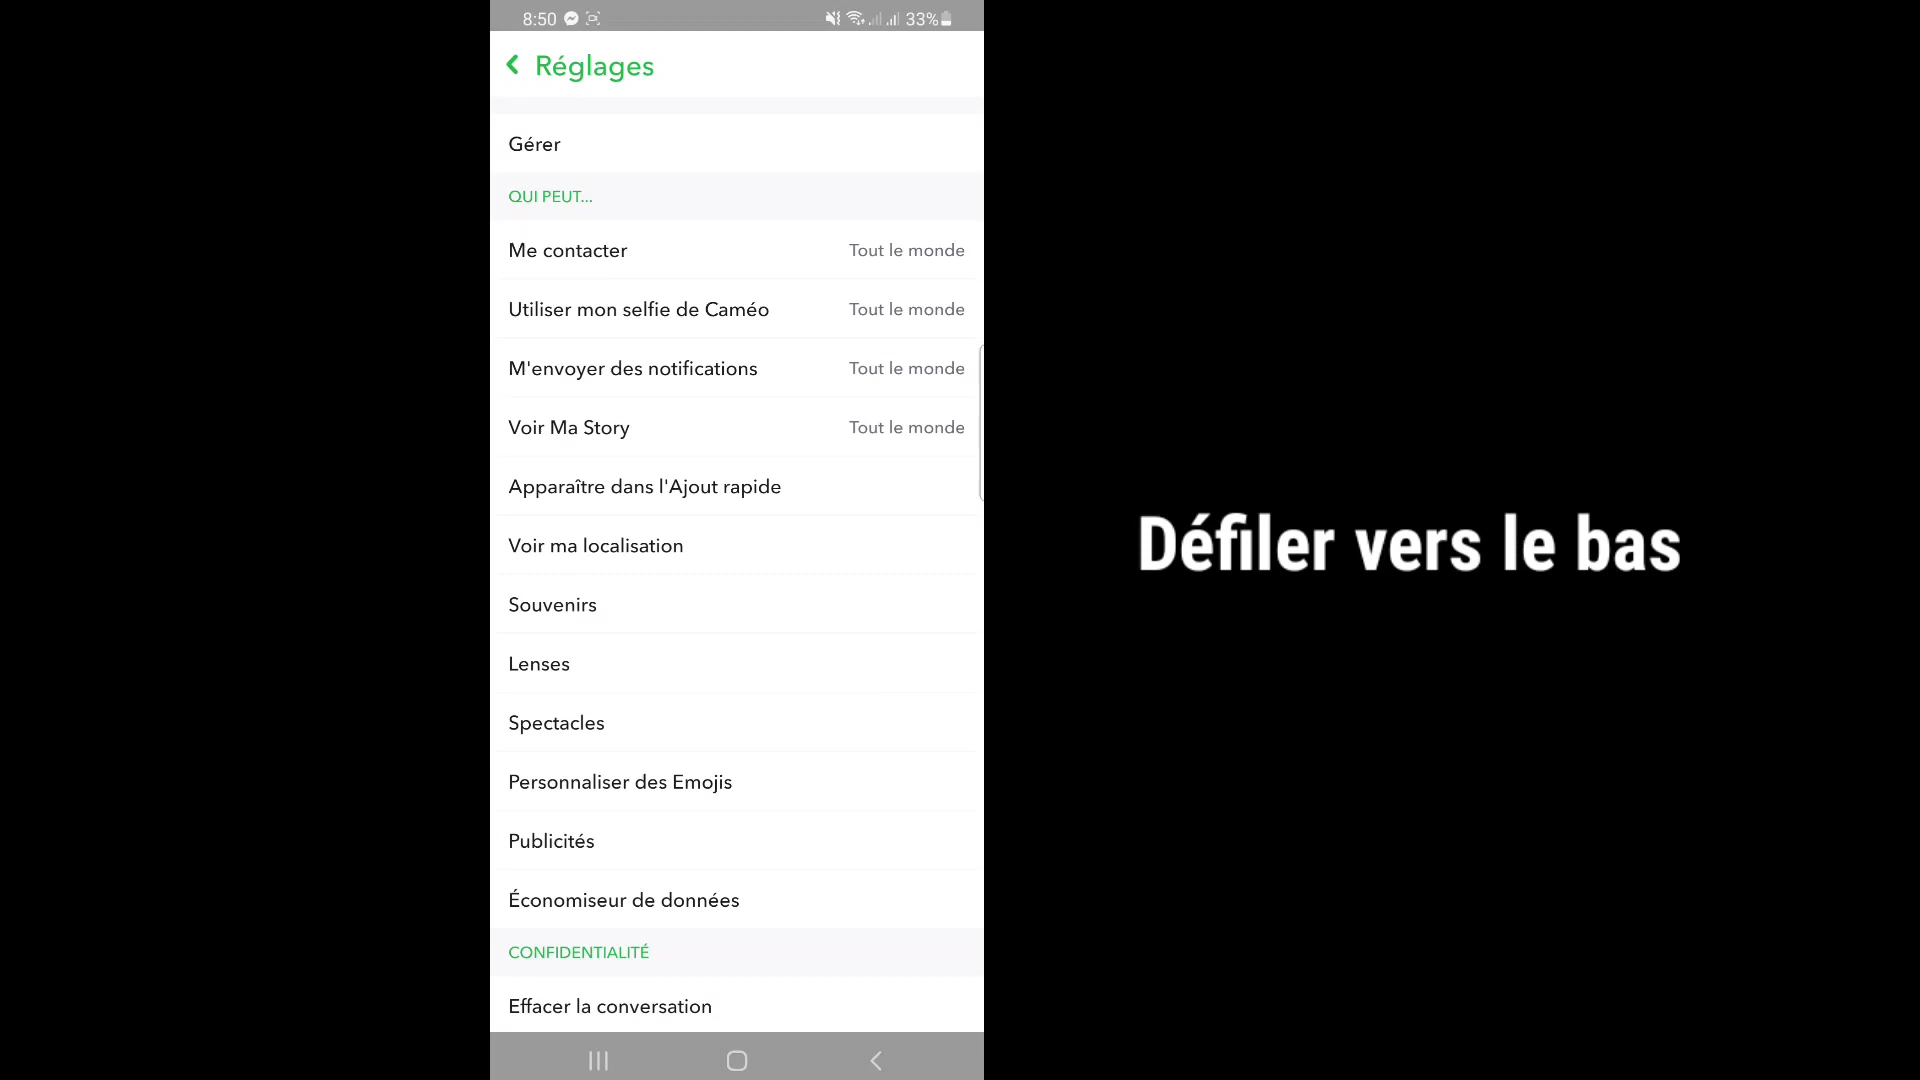 8:50
33%
Réglages
Gérer
QUI PEUT...
Me contacter Tout le monde
Utiliser mon selfie de Caméo Tout le monde
M'envoyer des notifications Tout le monde
Voir Ma Story Tout le monde
Apparaître dans l'Ajout rapide
Voir ma localisation
Souvenirs
Lenses
Spectacles
Personnaliser des Emojis
Publicités
Économiseur de données
CONFIDENTIALITÉ
Effacer la conversation
Défiler vers le bas